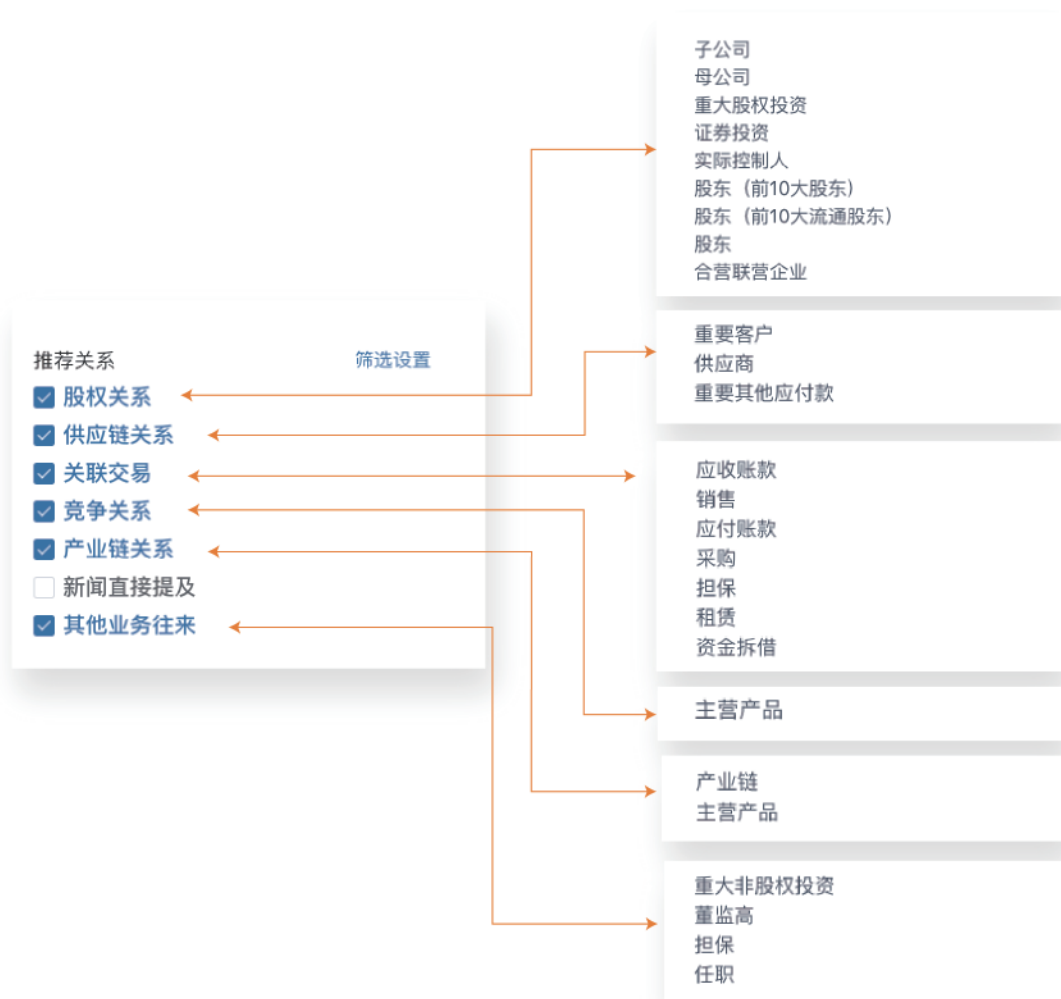 推荐关系 筛选设置
股权关系
供应链关系
关联交易
竞争关系
产业链关系
新闻直接提及
其他业务往来
子公司
母公司
重大股权投资
证券投资
实际控制人
股东（前10大股东）
股东（前10大流通股东）
股东
合营联营企业
重要客户
供应商
重要其他应付款
应收账款
销售
应付账款
采购
担保
租赁
资金拆借
主营产品
产业链
主营产品
重大非股权投资
董监高
担保
任职